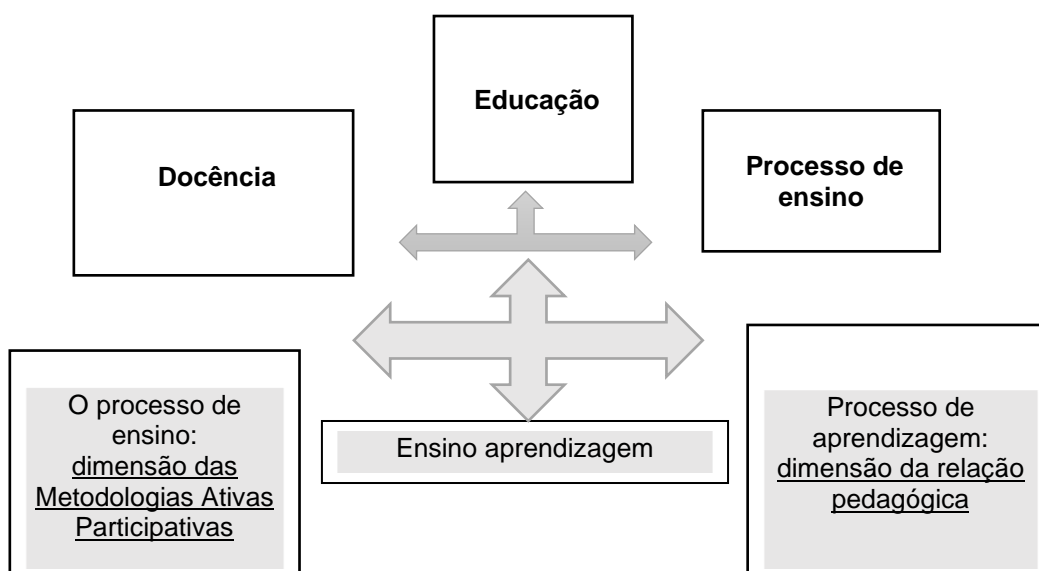 Educação
Docência
Processo de
ensino
O processo de
ensino:
dimensão das
Metodologias Ativas
Participativas
Ensino aprendizagem
Processo de
aprendizagem:
dimensão da relação
pedagógica